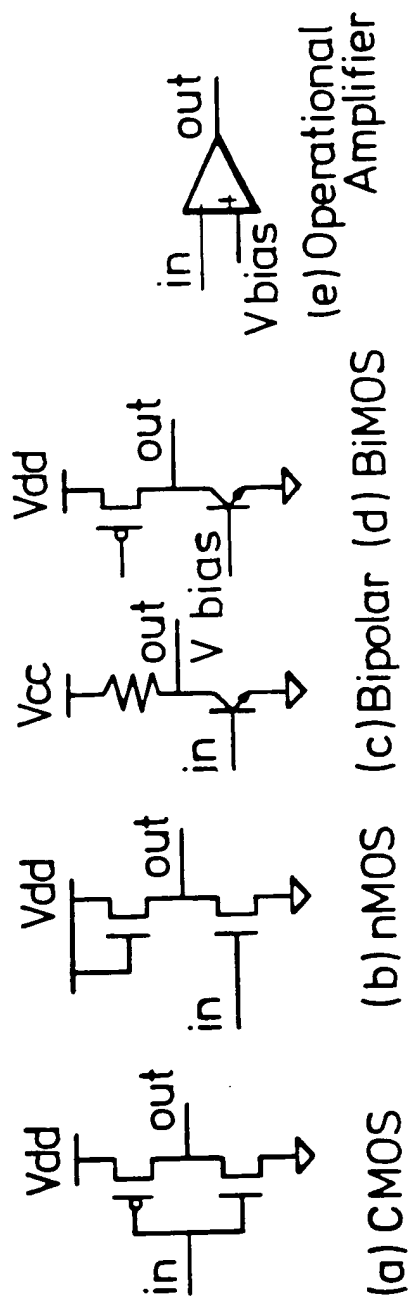 Vdd
in
out
(a) CMOS
Vdd
in
out
(b) nMOS
Vcc
in
out
(c) Bipolar
Vdd
V bias
out
(d) BiMOS
in
V bias
+
out
(e) Operational
Amplifier